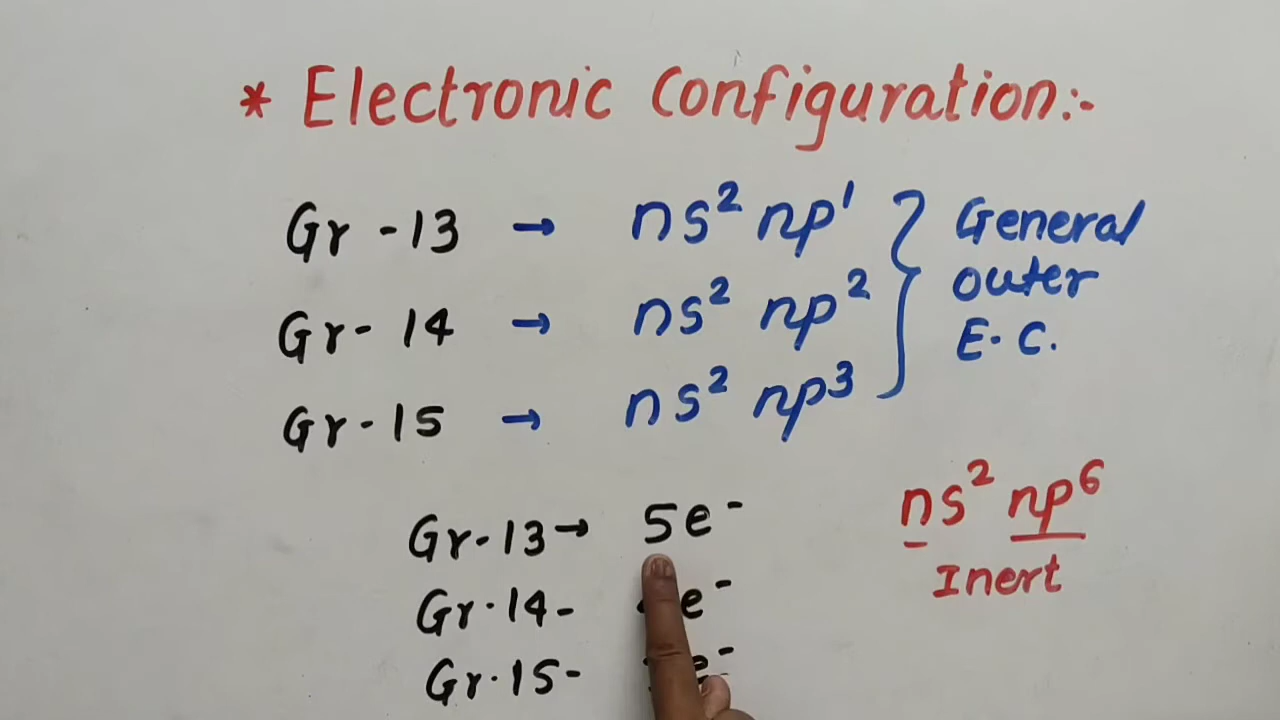 * Electronic Configuration:-
Gr -13 → ns² np¹
Gr- 14 → ns² np²
Gr-15 → ns² np³
} General
outer
E.C.
Gr-13→ 5e⁻
Gr.14- e⁻
Gr.15- e⁻
ns² np⁶
Inert